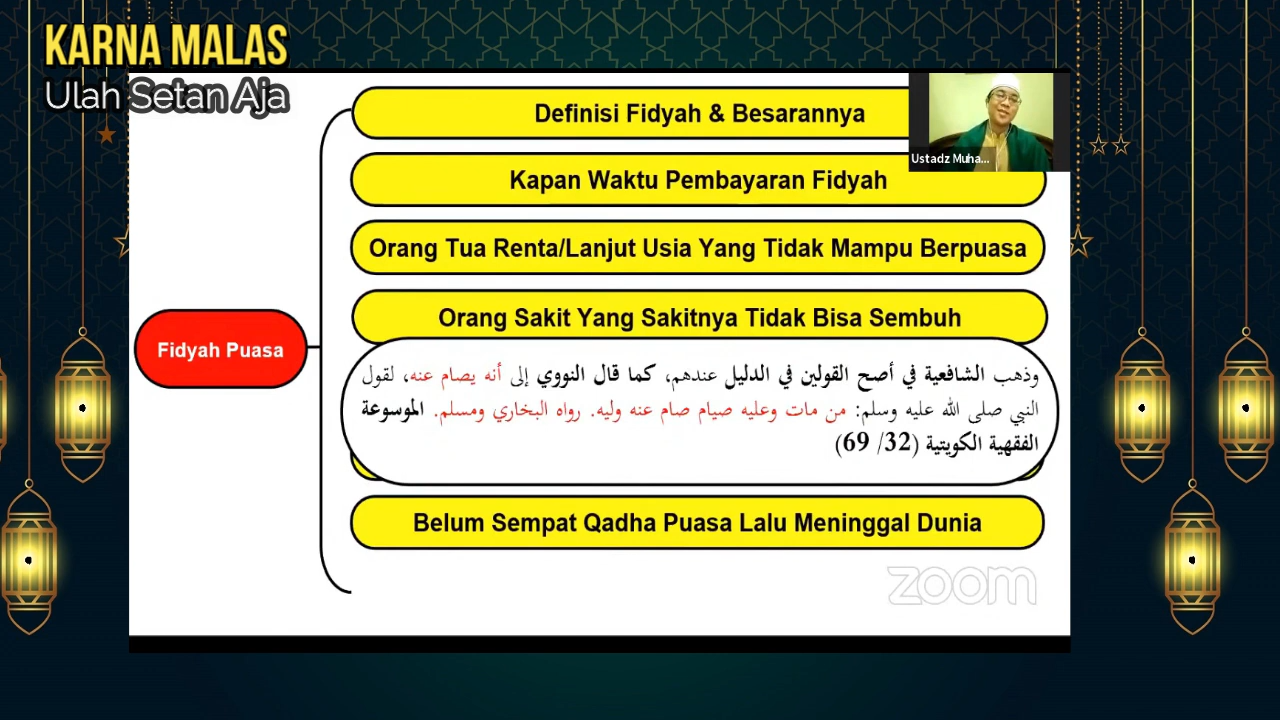 KARNA MALAS
Ulah Setan Aja
Definisi Fidyah & Besarannya
Ustadz Muha...
Kapan Waktu Pembayaran Fidyah
Orang Tua Renta/Lanjut Usia Yang Tidak Mampu Berpuasa
Orang Sakit Yang Sakitnya Tidak Bisa Sembuh
Fidyah Puasa
وذهب الشافعية في أصح القولين في الدليل عندهم، كما قال النووي إلى أنه يصام عنه، لقول
النبي صلى الله عليه وسلم: من مات وعليه صيام صام عنه وليه. رواه البخاري ومسلم. الموسوعة
الفقهية الكويتية (32/ 69)
Belum Sempat Qadha Puasa Lalu Meninggal Dunia
zoom